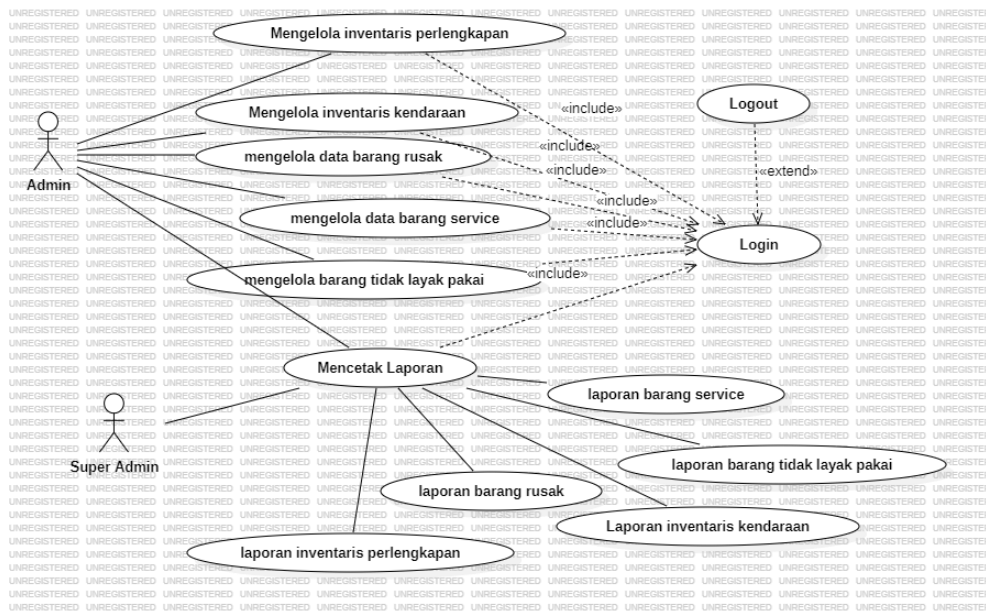 Mengelola inventaris perlengkapan
Mengelola inventaris kendaraan
mengelola data barang rusak
mengelola data barang service
mengelola barang tidak layak pakai
Mencetak Laporan
Admin
Super Admin
Logout
Login
«include»
«include»
«include»
«include»
«include»
«include»
«extend»
laporan barang service
laporan barang tidak layak pakai
laporan barang rusak
Laporan inventaris kendaraan
laporan inventaris perlengkapan
UNREGISTERED